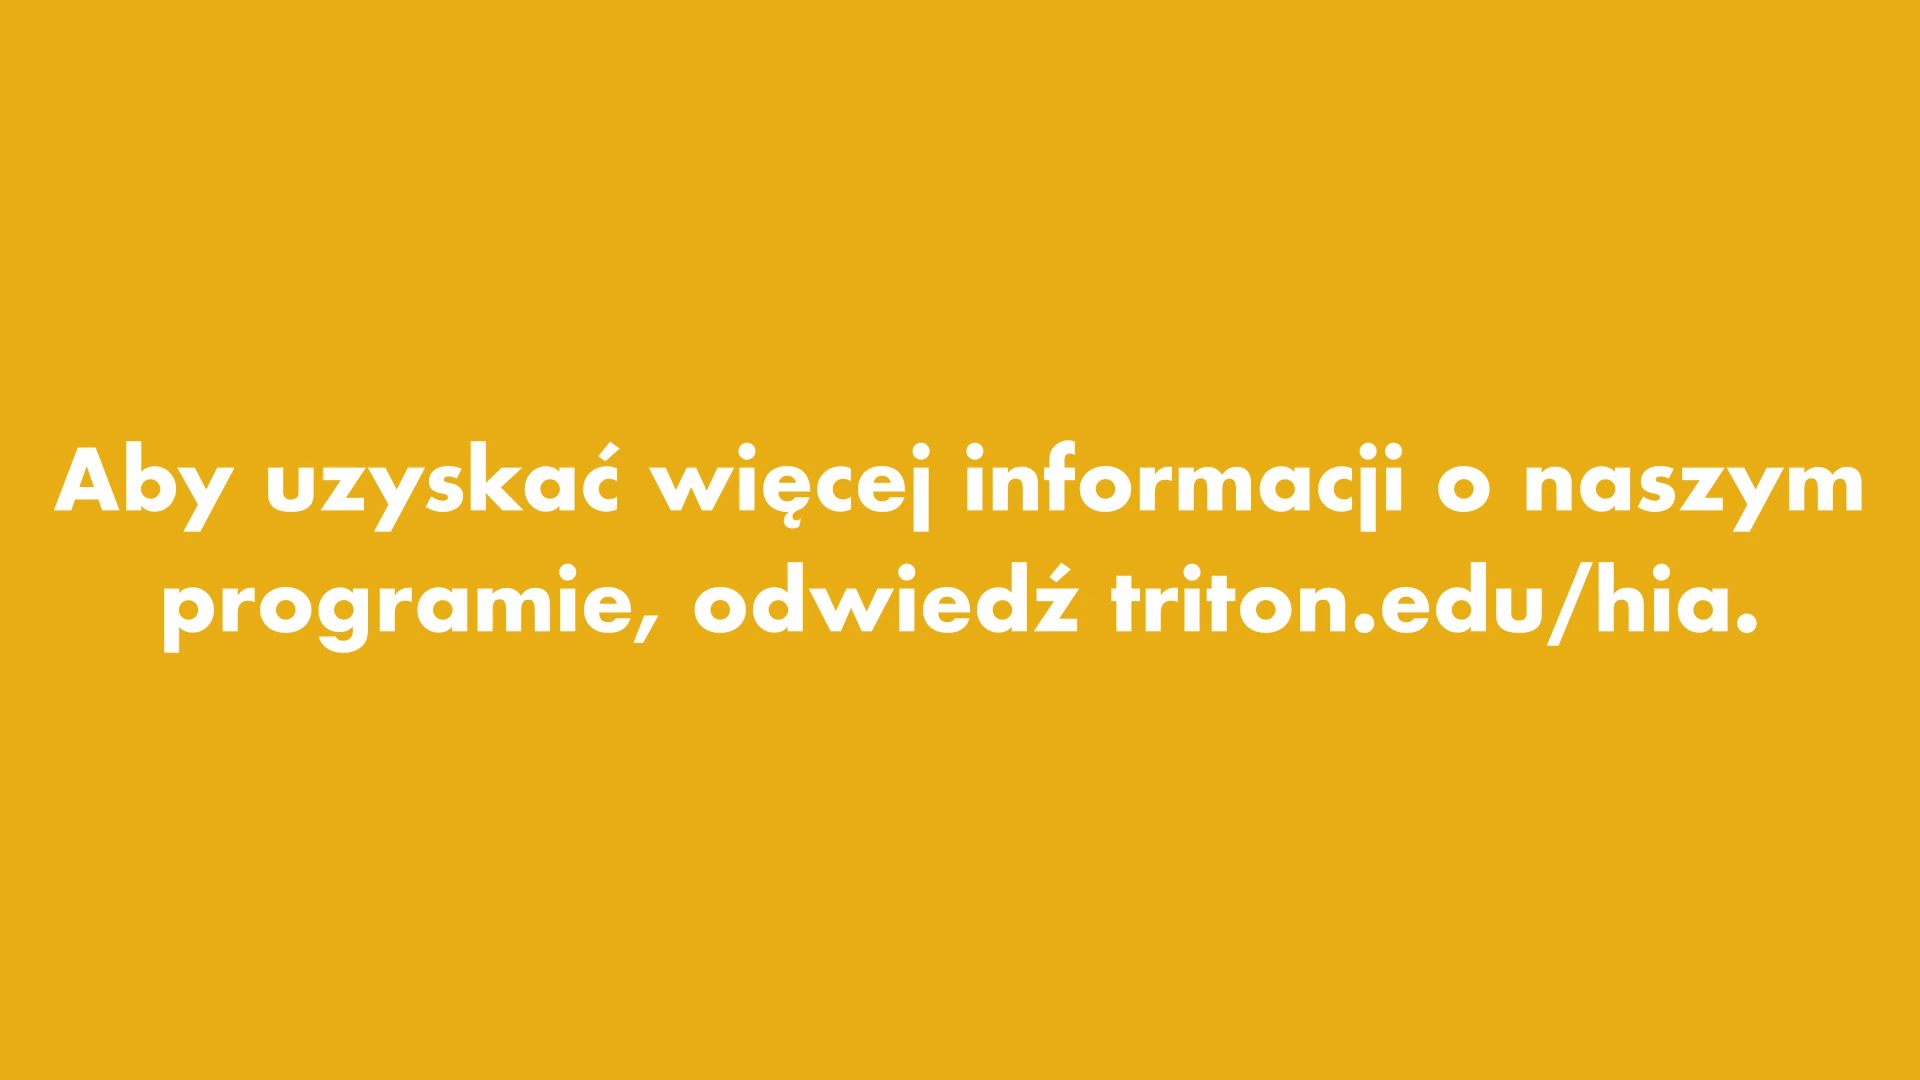 Aby uzyskać więcej informacji o naszym
programie, odwiedź triton.edu/hia.